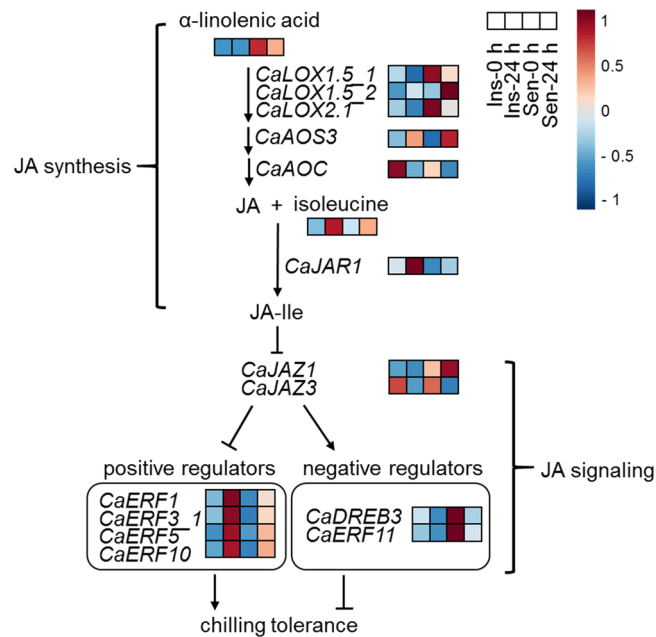 α-linolenic acid
Ins-0 h
Ins-24 h
Sen-0 h
Sen-24 h
1
0.5
0
- 0.5
- 1
CaLOX1.5_1
CaLOX1.5_2
CaLOX2.1
CaAOS3
JA synthesis
CaAOC
JA + isoleucine
CaJAR1
JA-Ile
CaJAZ1
CaJAZ3
JA signaling
positive regulators
CaERF1
CaERF3_1
CaERF5
CaERF10
negative regulators
CaDREB3
CaERF11
chilling tolerance